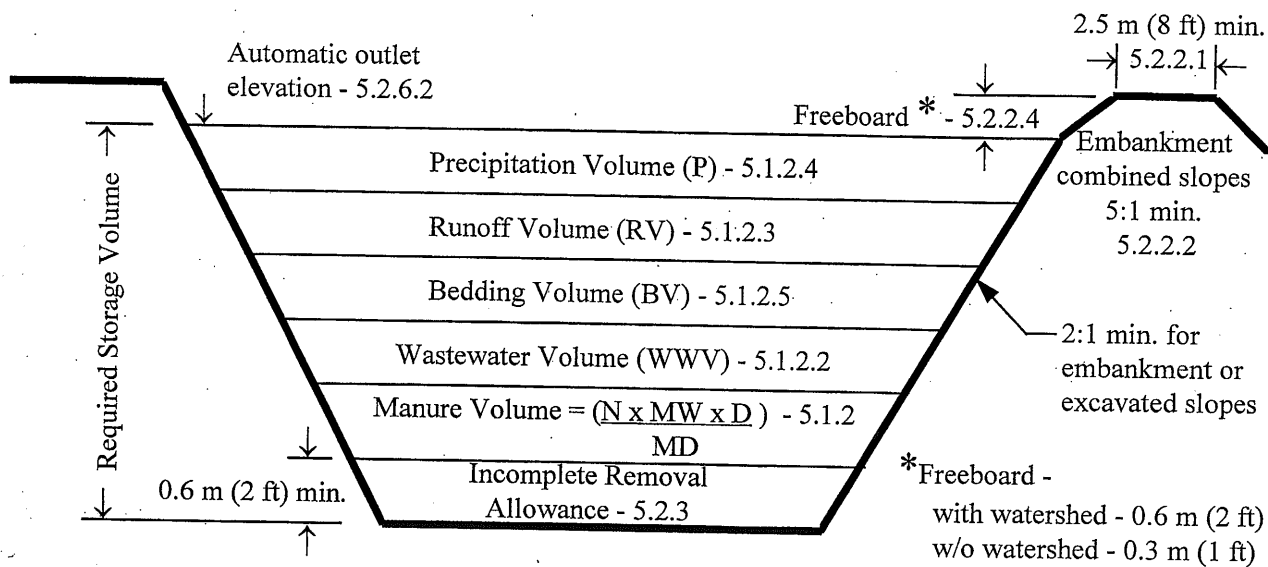 2.5 m (8 ft) min.
5.2.2.1
Automatic outlet
elevation - 5.2.6.2
Freeboard * - 5.2.2.4
Embankment
combined slopes
5:1 min.
5.2.2.2
Required Storage Volume
Precipitation Volume (P) - 5.1.2.4
Runoff Volume (RV) - 5.1.2.3
Bedding Volume (BV) - 5.1.2.5
Wastewater Volume (WWV) - 5.1.2.2
2:1 min. for
embankment or
excavated slopes
Manure Volume = (N x MW x D) - 5.1.2
MD
0.6 m (2 ft) min.
Incomplete Removal
Allowance - 5.2.3
*Freeboard -
with watershed - 0.6 m (2 ft)
w/o watershed - 0.3 m (1 ft)